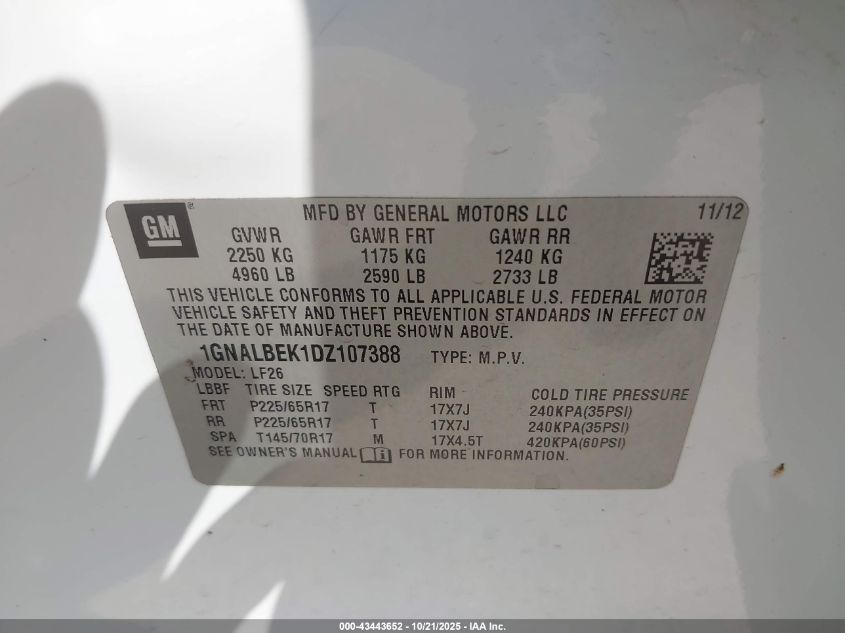 GM ®
MFD BY GENERAL MOTORS LLC 11/12
GVWR GAWR FRT GAWR RR
2250 KG 1175 KG 1240 KG
4960 LB 2590 LB 2733 LB
THIS VEHICLE CONFORMS TO ALL APPLICABLE U.S. FEDERAL MOTOR
VEHICLE SAFETY AND THEFT PREVENTION STANDARDS IN EFFECT ON
THE DATE OF MANUFACTURE SHOWN ABOVE.
1GNALBEK1DZ107388 TYPE: M.P.V.
MODEL: LF26
LBBF TIRE SIZE SPEED RTG RIM COLD TIRE PRESSURE
FRT P225/65R17 T 17X7J 240KPA(35PSI)
RR P225/65R17 T 17X7J 240KPA(35PSI)
SPA T145/70R17 M 17X4.5T 420KPA(60PSI)
SEE OWNER'S MANUAL FOR MORE INFORMATION.
000-43443652 - 10/21/2025 - IAA Inc.